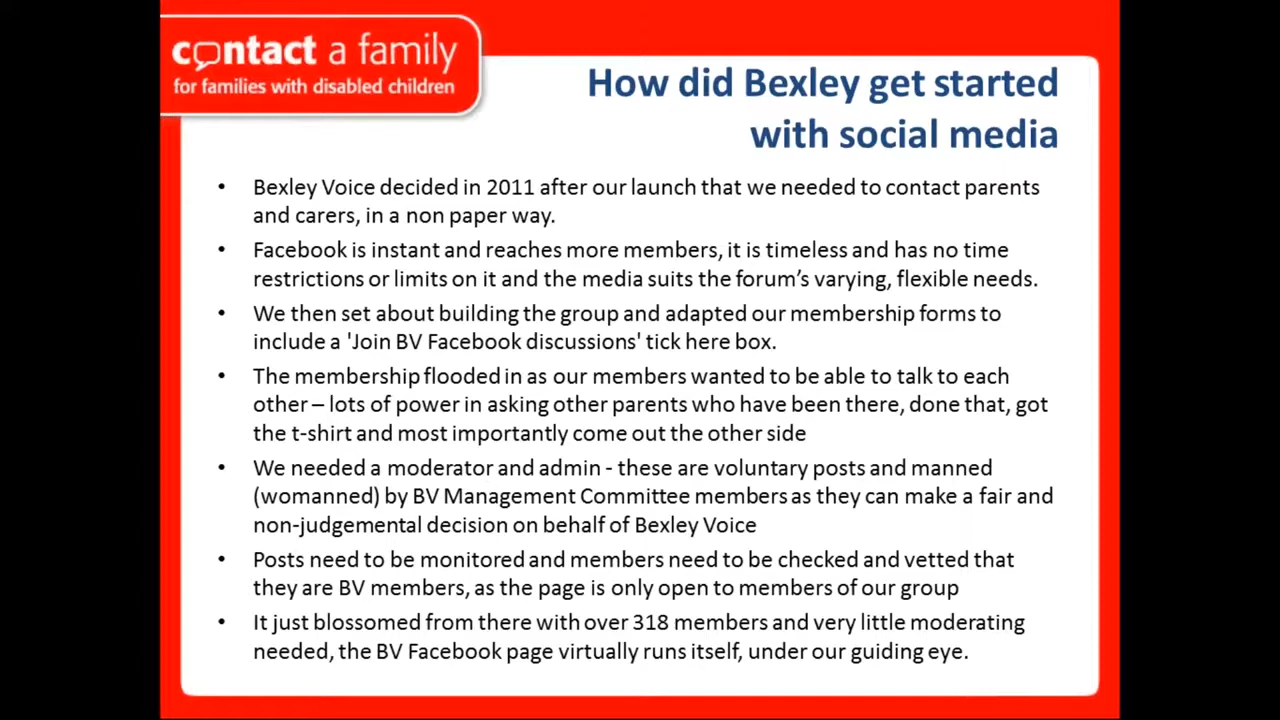 contact a family
for families with disabled children
How did Bexley get started
with social media
• Bexley Voice decided in 2011 after our launch that we needed to contact parents
and carers, in a non paper way.
• Facebook is instant and reaches more members, it is timeless and has no time
restrictions or limits on it and the media suits the forum’s varying, flexible needs.
• We then set about building the group and adapted our membership forms to
include a 'Join BV Facebook discussions' tick here box.
• The membership flooded in as our members wanted to be able to talk to each
other – lots of power in asking other parents who have been there, done that, got
the t-shirt and most importantly come out the other side
• We needed a moderator and admin - these are voluntary posts and manned
(womanned) by BV Management Committee members as they can make a fair and
non-judgemental decision on behalf of Bexley Voice
• Posts need to be monitored and members need to be checked and vetted that
they are BV members, as the page is only open to members of our group
• It just blossomed from there with over 318 members and very little moderating
needed, the BV Facebook page virtually runs itself, under our guiding eye.